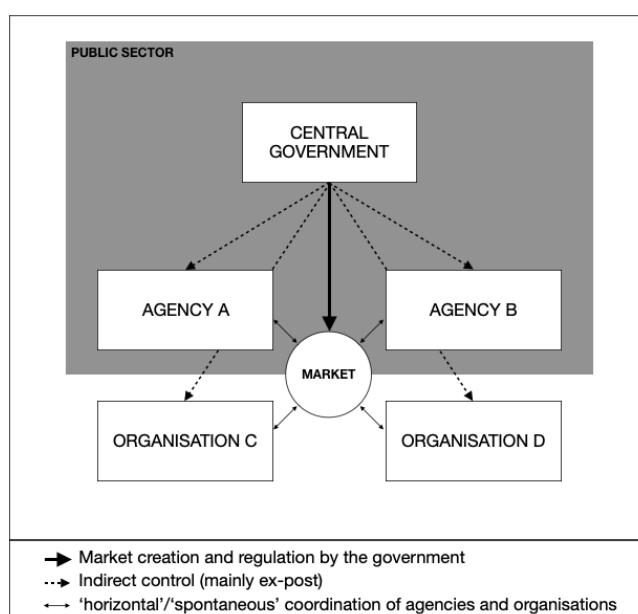 PUBLIC SECTOR
CENTRAL
GOVERNMENT
AGENCY A
AGENCY B
MARKET
ORGANISATION C
ORGANISATION D
Market creation and regulation by the government
Indirect control (mainly ex-post)
‘horizontal’/‘spontaneous’ coordination of agencies and organisations